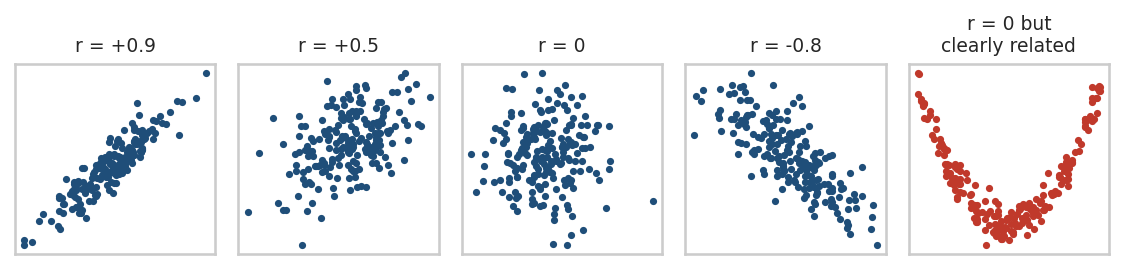 r = +0.9
r = +0.5
r = 0
r = -0.8
r = 0 but
clearly related